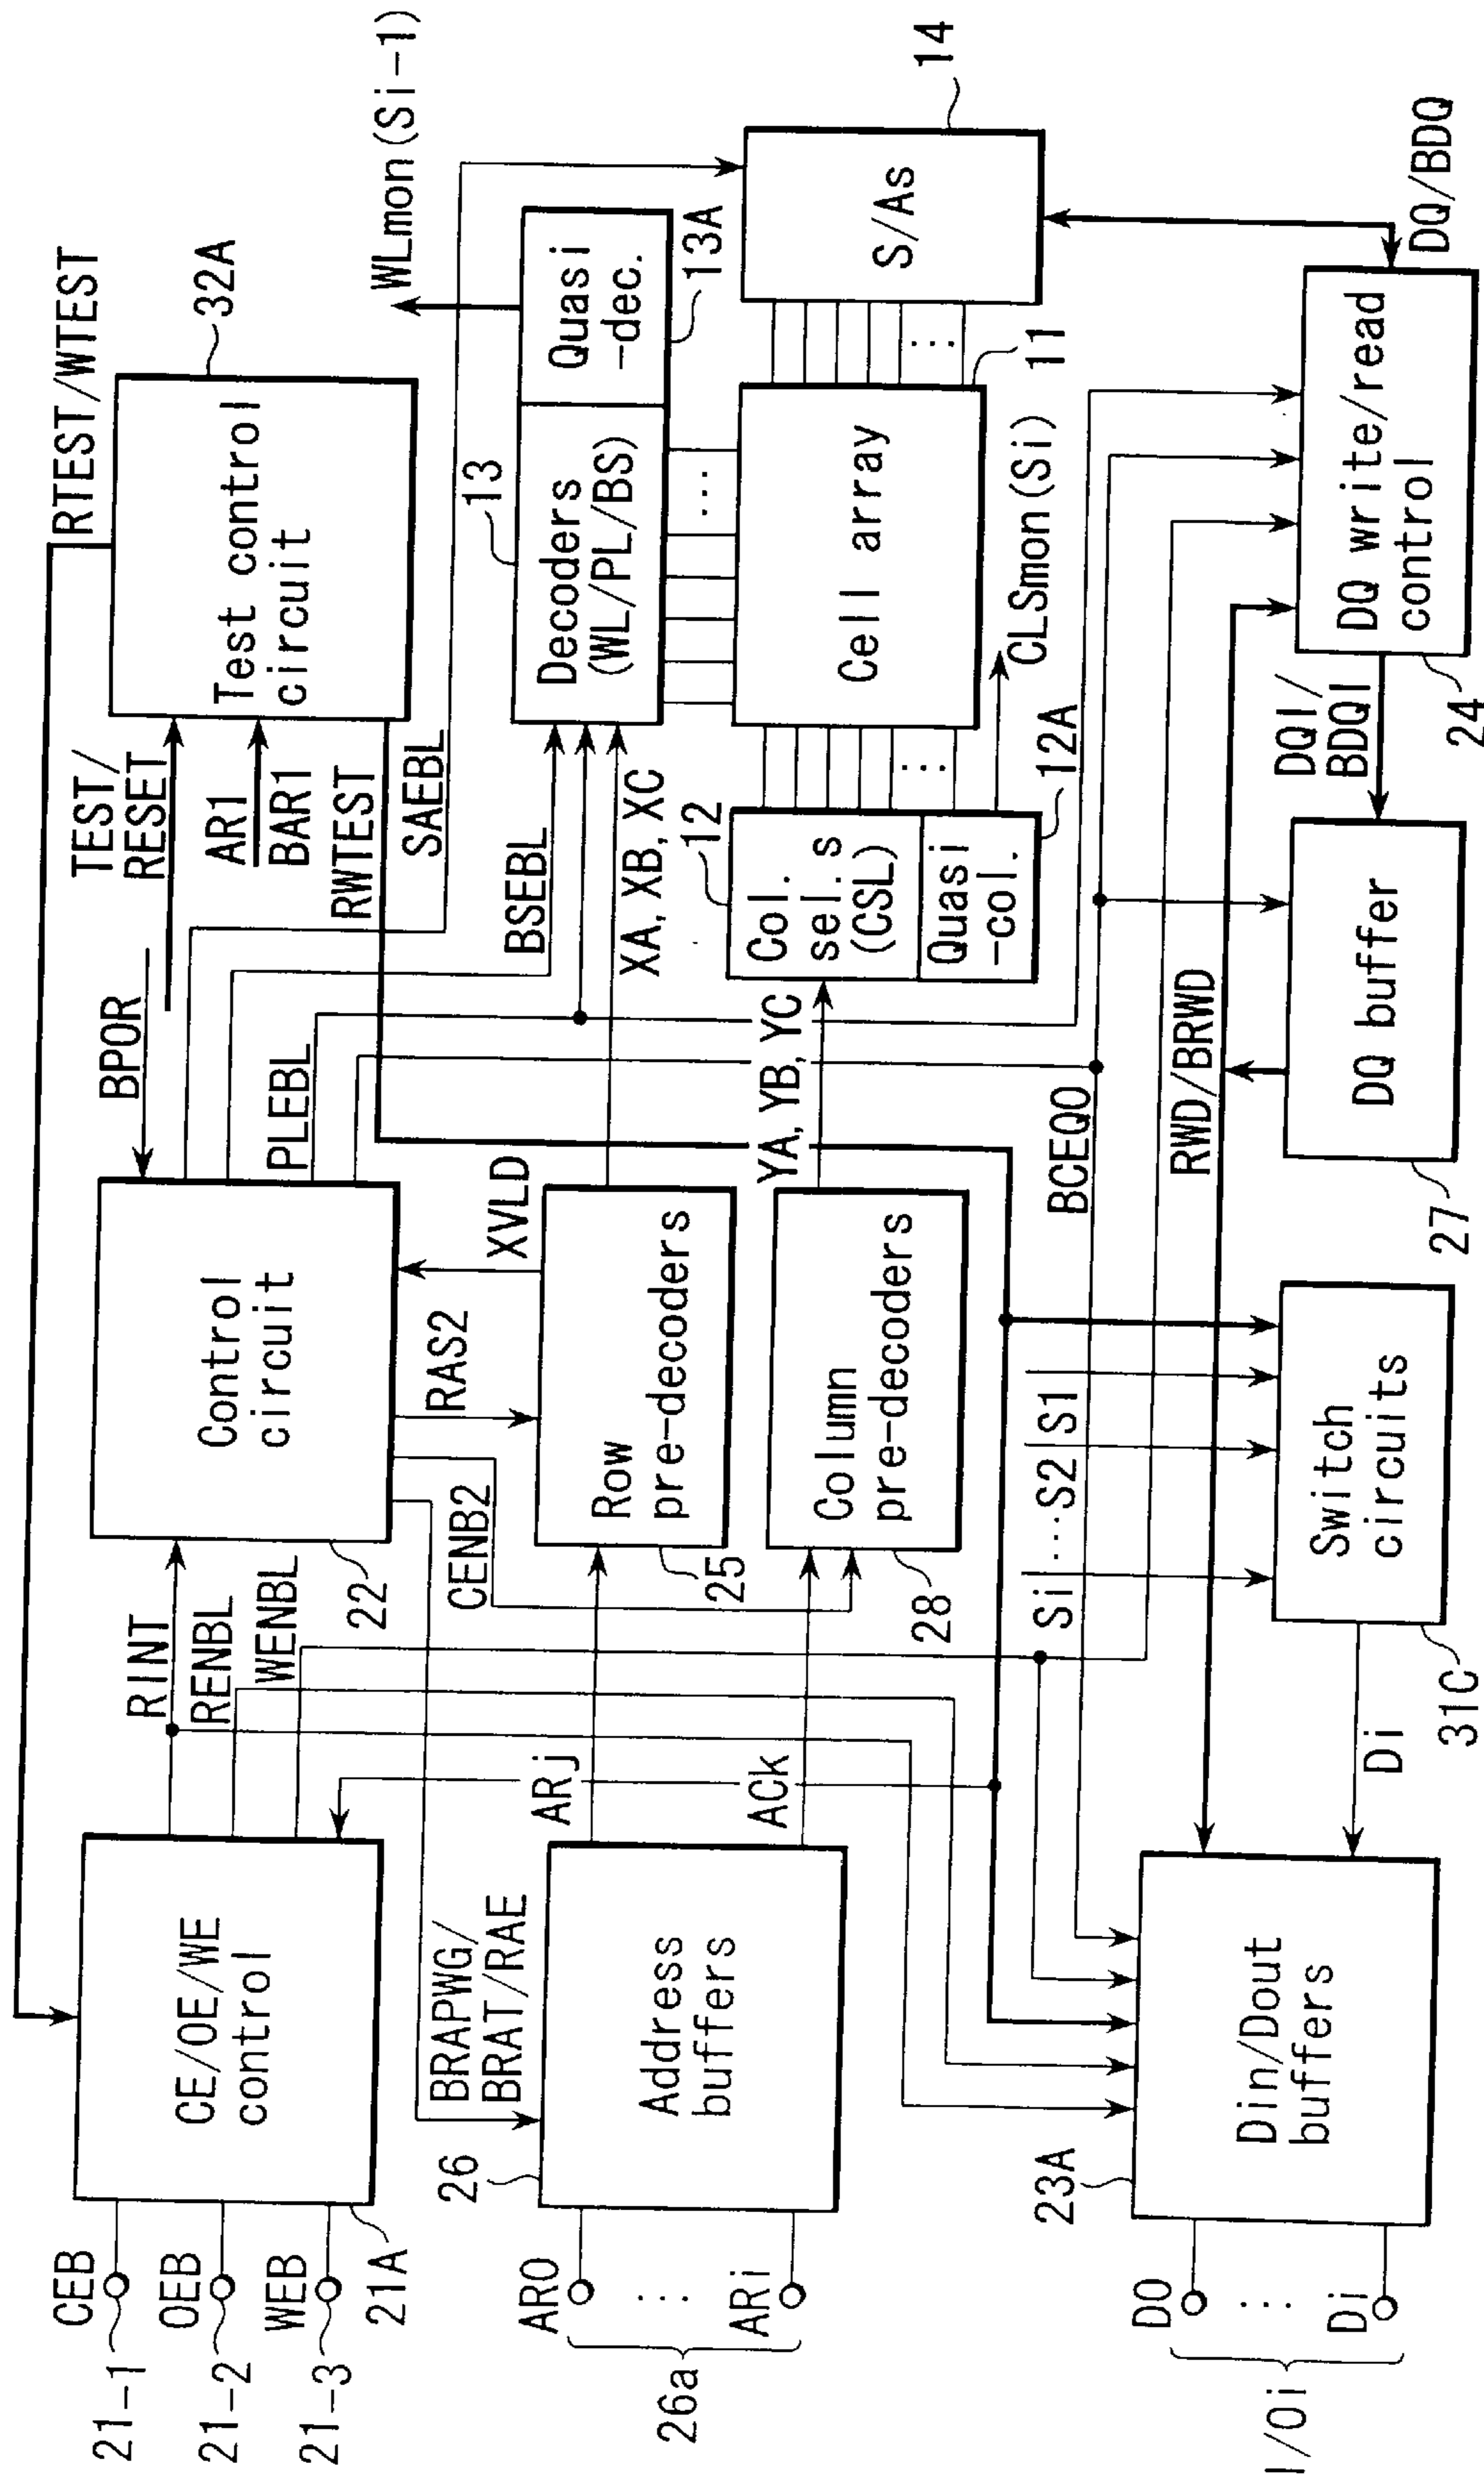 RTEST/WTEST
TEST/
RESET
AR1
BAR1
Test control
circuit
32A
WLmon(Si-1)
BPOR
RWTEST
SAEBL
CEB
OEB
WEB
21-1
21-2
21-3
CE/OE/WE
control
21A
RINT
RENBL
WENBL
Control
circuit
22
PLEBL
BSEBL
13
Decoders
(WL/PL/BS)
Quasi
-dec.
13A
14
S/As
XVLD
RAS2
CENB2
XA, XB, XC
BRAPWG/
BRAT/RAE
26
AR0
⋮
ARi
26a
Address
buffers
ARj
ACk
Row
pre-decoders
25
Column
pre-decoders
28
YA, YB, YC
12
Col.
sel.s
(CSL)
Quasi
-col.
12A
...
Cell array
11
...
...
CLSmon(Si)
BCEQ0
RWD/BRWD
Si...S2 S1
23A
D0
⋮
Di
I/Oi
Din/Dout
buffers
Di
Switch
circuits
31C
DQ buffer
27
DQI/
BDQI
DQ write/read
control
24
DQ/BDQ